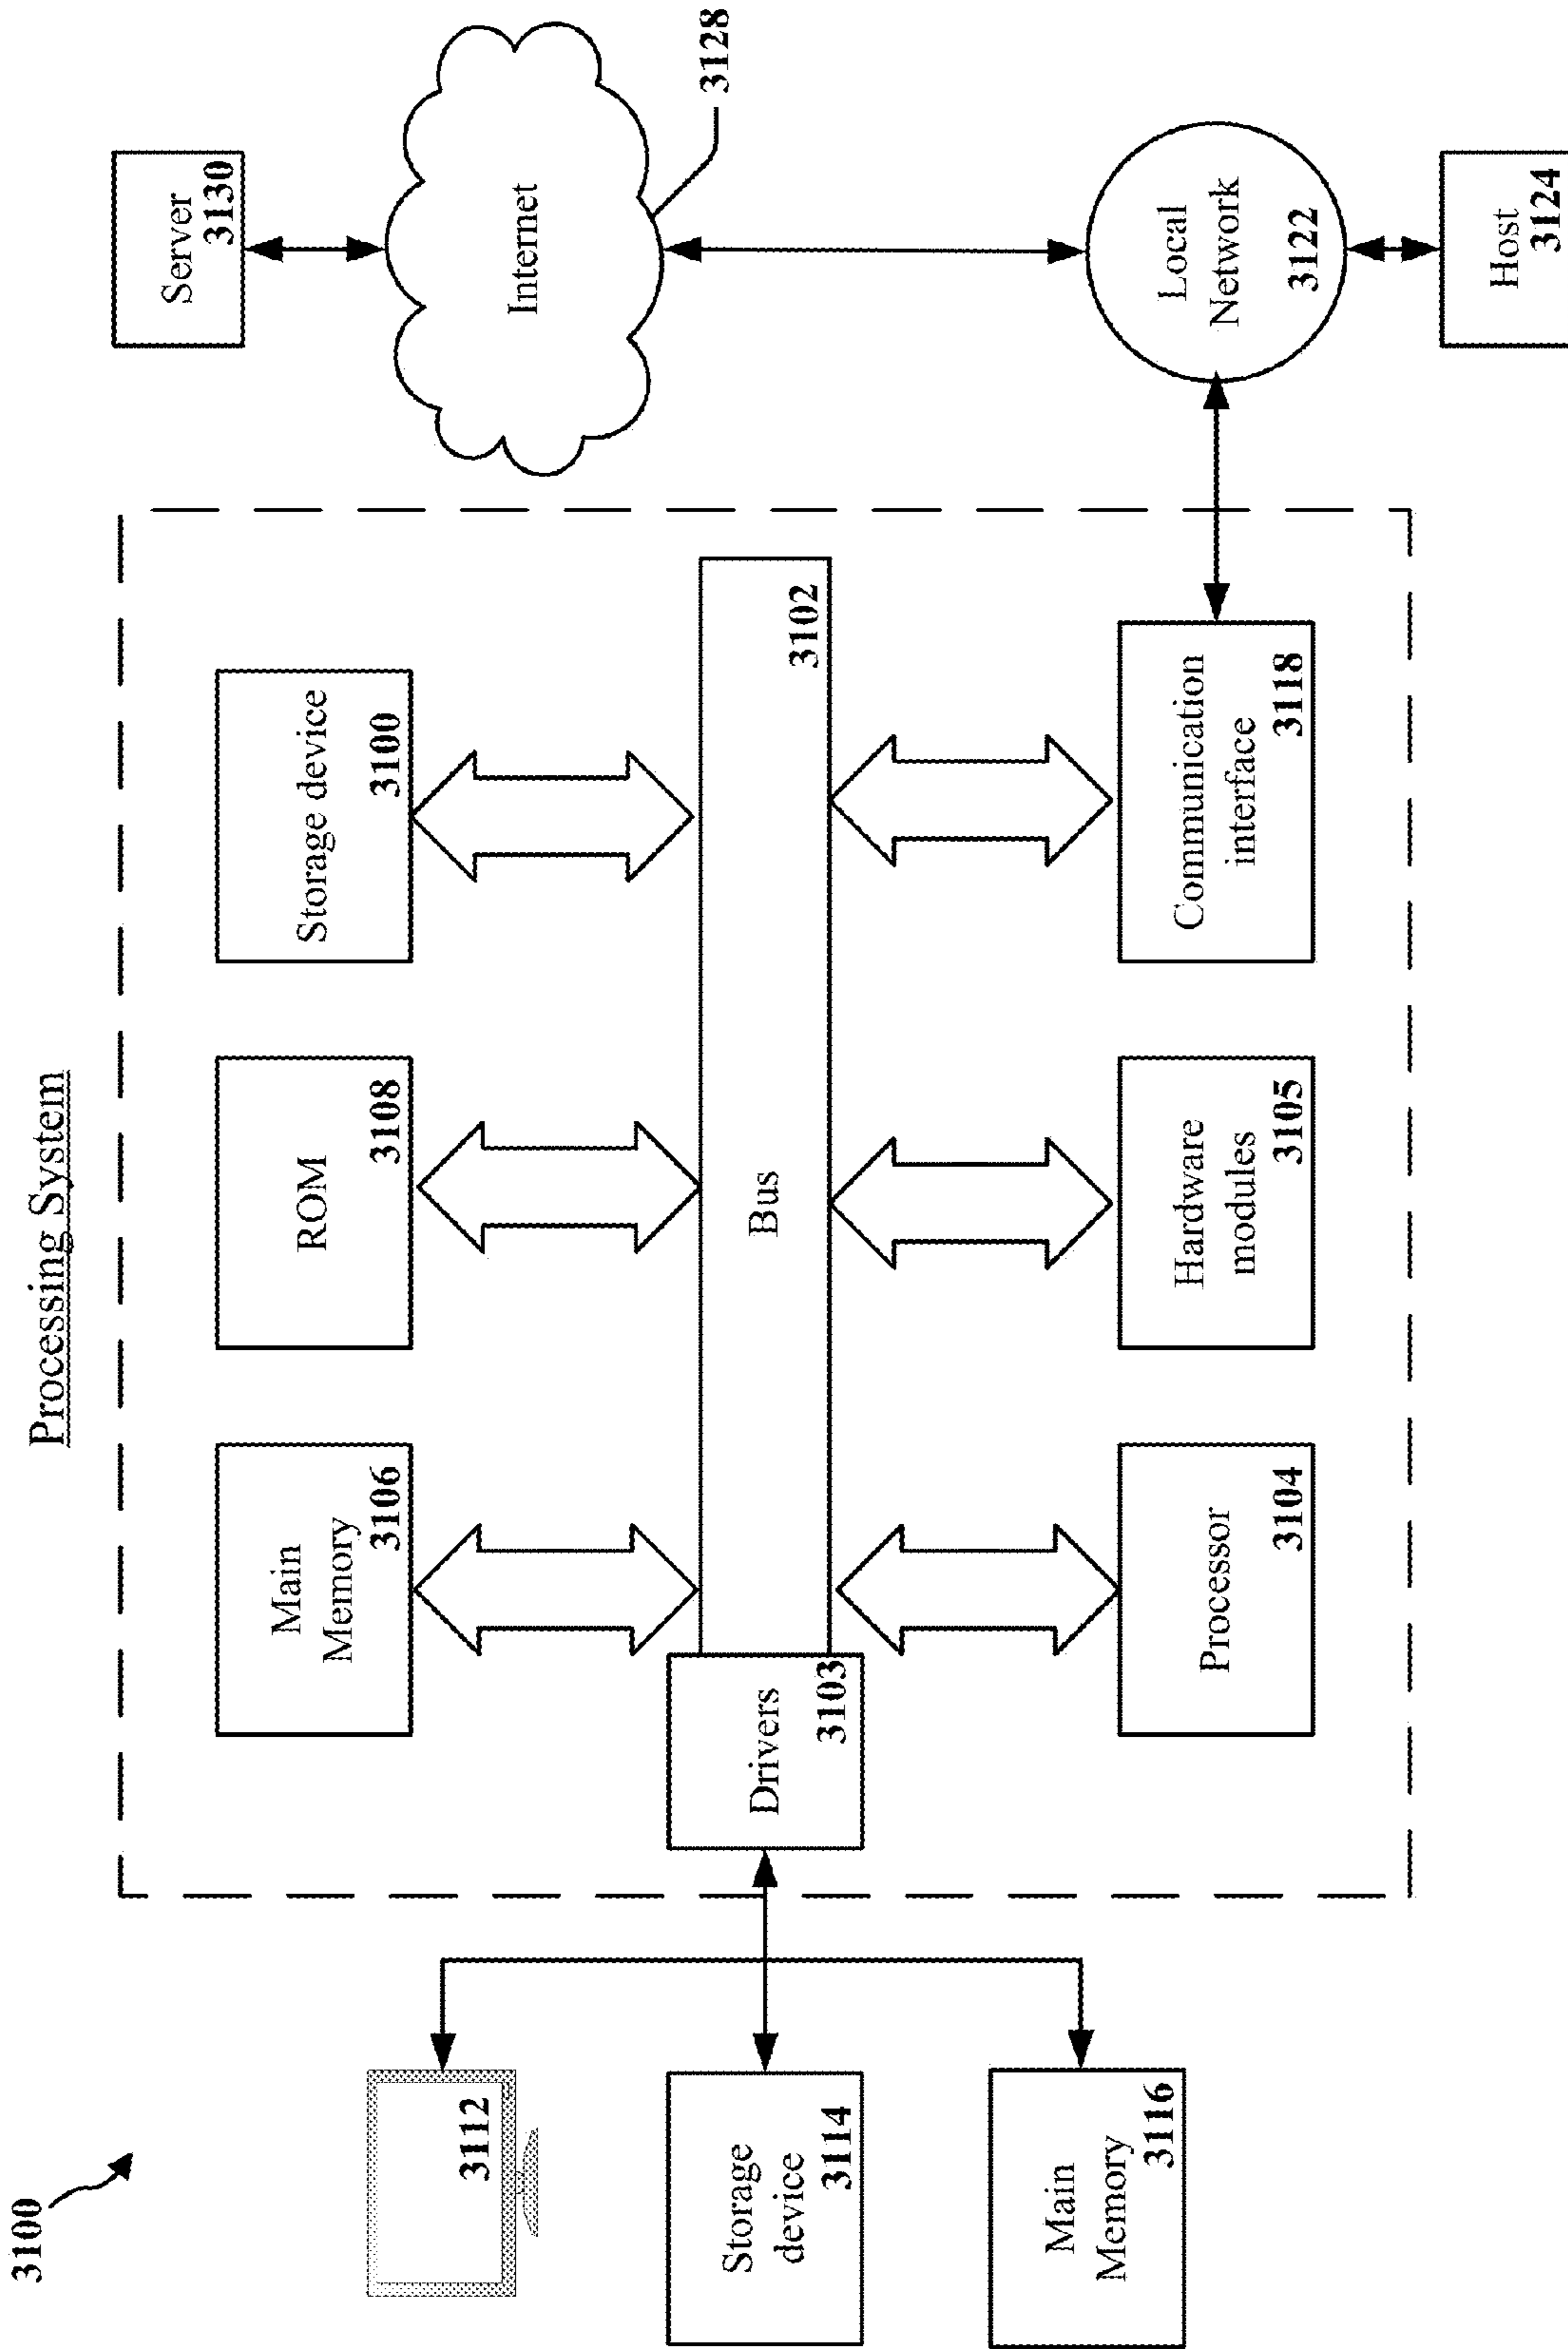 Processing System
3100
3112
Storage
device
3114
Main
Memory
3116
Main
Memory
3106
ROM
3108
Storage device
3100
Drivers
3103
Bus
3102
Processor
3104
Hardware
modules
3105
Communication
interface
3118
Server
3130
Internet
3128
Local
Network
3122
Host
3124